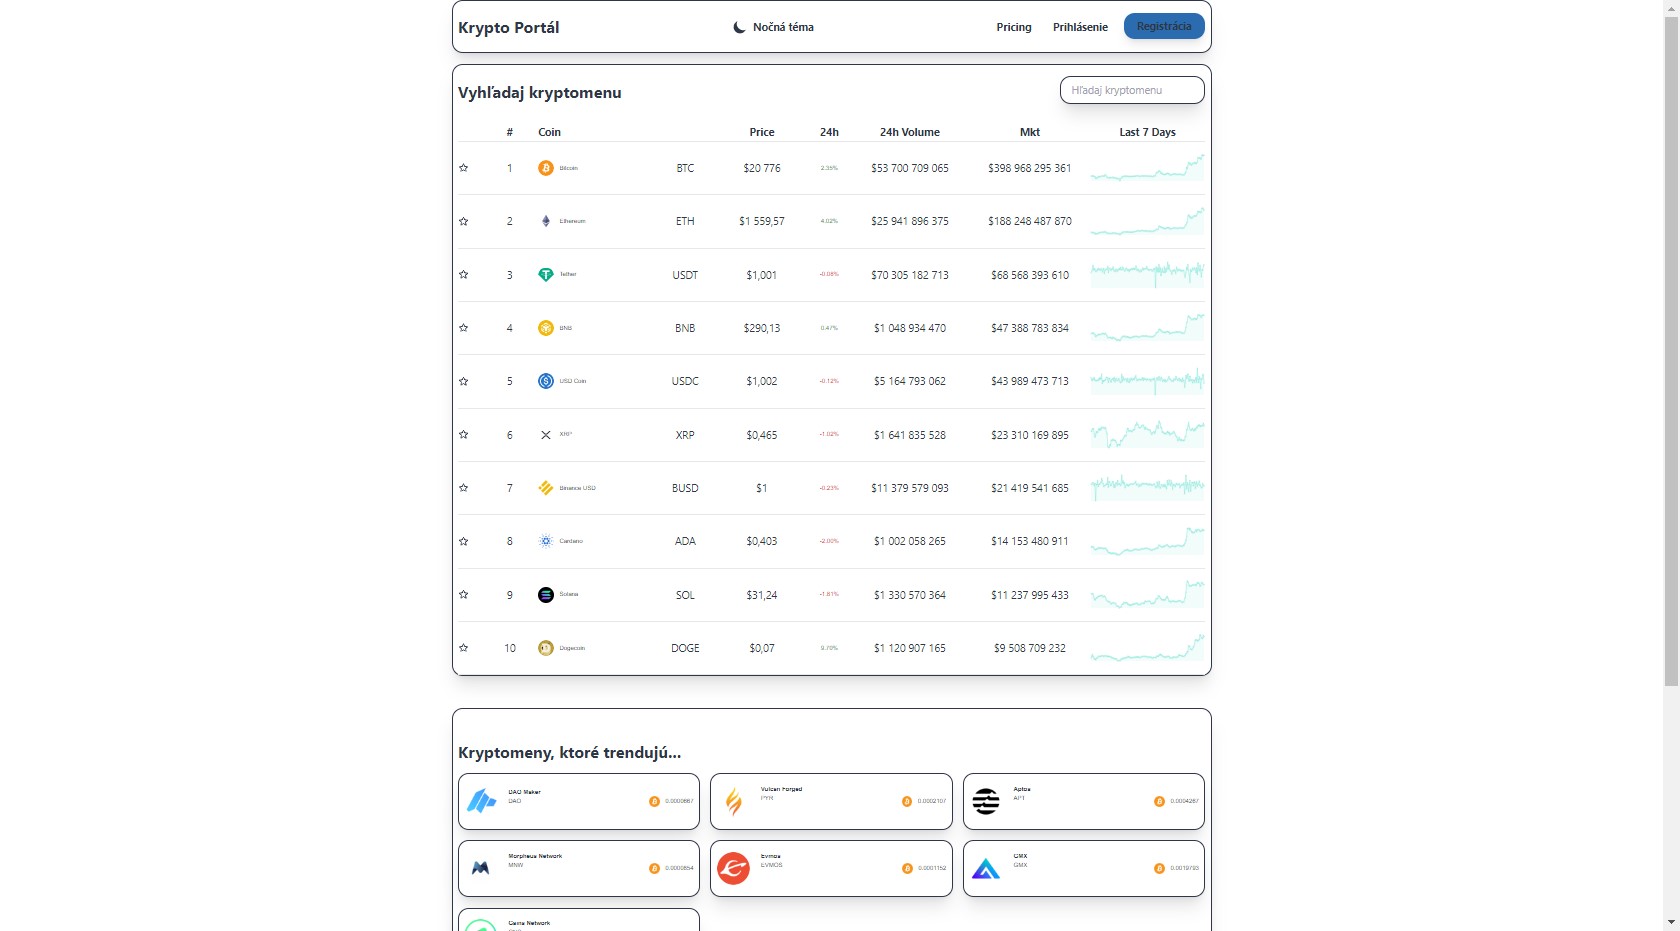 Krypto Portál
Nočná téma
Pricing
Prihlásenie
Registrácia
Vyhľadaj kryptomenu
Hľadaj kryptomenu
# Coin Price 24h 24h Volume Mkt Last 7 Days
1 Bitcoin BTC $20 776 2.35% $53 700 709 065 $398 968 295 361
2 Ethereum ETH $1 559,57 4.02% $25 941 896 375 $188 248 487 870
3 Tether USDT $1,001 -0.08% $70 305 182 713 $68 568 393 610
4 BNB BNB $290,13 0.47% $1 048 934 470 $47 388 783 834
5 USD Coin USDC $1,002 -0.12% $5 164 793 062 $43 989 473 713
6 XRP XRP $0,465 -1.02% $1 641 835 528 $23 310 169 895
7 Binance USD BUSD $1 -0.23% $11 379 579 093 $21 419 541 685
8 Cardano ADA $0,403 -2.00% $1 002 058 265 $14 153 480 911
9 Solana SOL $31,24 -1.81% $1 330 570 364 $11 237 995 433
10 Dogecoin DOGE $0,07 $1 120 907 165 $9 508 709 232
Kryptomeny, ktoré trendujú...
DAO Maker
DAO
0.0000867
Vulcan Forged
PYR
0.0002107
Aptos
APT
0.0004287
Morpheus Network
MNW
0.0000854
Evmos
EVMOS
0.0001152
GMX
GMX
0.0019793
Gains Network